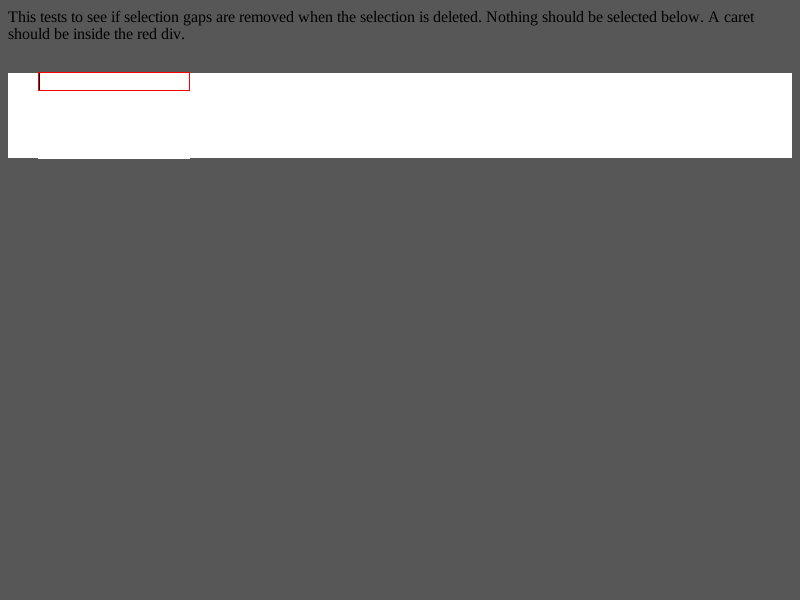 This tests to see if selection gaps are removed when the selection is deleted. Nothing should be selected below. A caret
should be inside the red div.